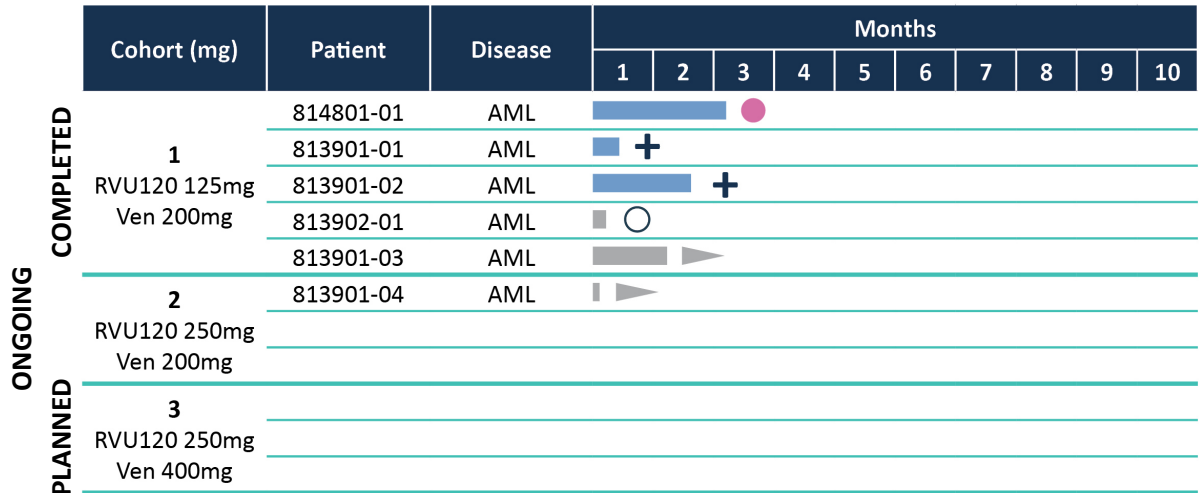 Cohort (mg) Patient Disease Months
1 2 3 4 5 6 7 8 9 10
COMPLETED
ONGOING
PLANNED
1
RVU120 125mg
Ven 200mg
814801-01 AML
813901-01 AML
813901-02 AML
813902-01 AML
813901-03 AML
2
RVU120 250mg
Ven 200mg
813901-04 AML
3
RVU120 250mg
Ven 400mg